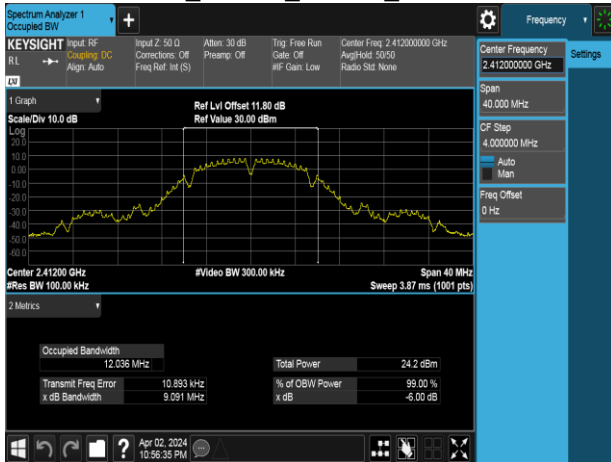 Spectrum Analyzer 1
Occupied BW
Frequency
KEYSIGHT
RL
LXI
Input: RF
Coupling: DC
Align: Auto
Input Z: 50 Ω
Corrections: Off
Freq Ref: Int (S)
Atten: 30 dB
Preamp: Off
Trig: Free Run
Gate: Off
#IF Gain: Low
Center Freq: 2.412000000 GHz
Avg|Hold: 50/50
Radio Std: None
Center Frequency
2.412000000 GHz
Settings
Span
40.000 MHz
CF Step
4.000000 MHz
Auto
Man
Freq Offset
0 Hz
1 Graph
Scale/Div 10.0 dB
Ref Lvl Offset 11.80 dB
Ref Value 30.00 dBm
Log
20.0
10.0
0.00
-10.0
-20.0
-30.0
-40.0
-50.0
-60.0
Center 2.41200 GHz
#Res BW 100.00 kHz
#Video BW 300.00 kHz
Span 40 MHz
Sweep 3.87 ms (1001 pts)
2 Metrics
Occupied Bandwidth
12.036 MHz
Total Power 24.2 dBm
Transmit Freq Error 10.893 kHz
% of OBW Power 99.00 %
x dB Bandwidth 9.091 MHz
x dB -6.00 dB
?
Apr 02, 2024
10:56:35 PM